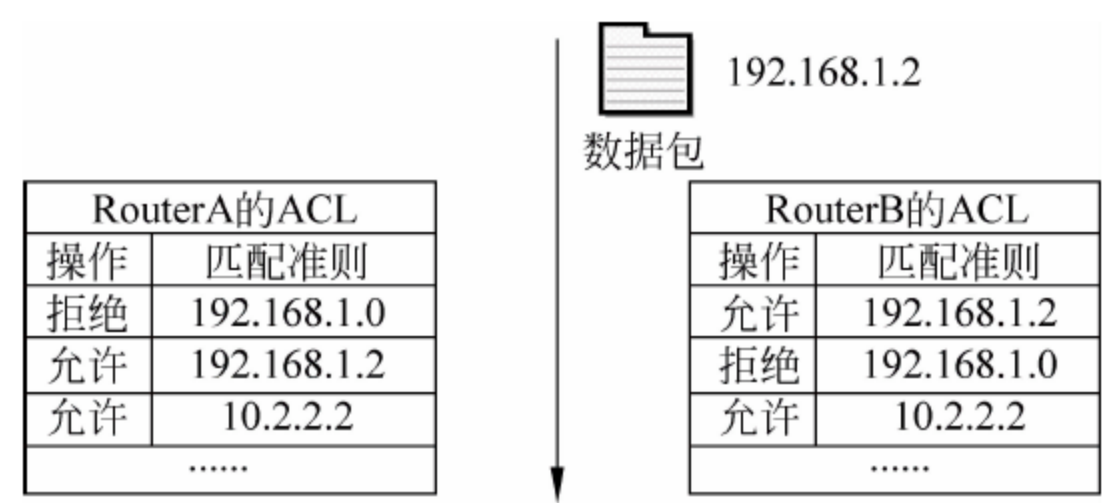 192.168.1.2
数据包
RouterA的ACL
操作 匹配准则
拒绝 192.168.1.0
允许 192.168.1.2
允许 10.2.2.2
······
RouterB的ACL
操作 匹配准则
允许 192.168.1.2
拒绝 192.168.1.0
允许 10.2.2.2
······